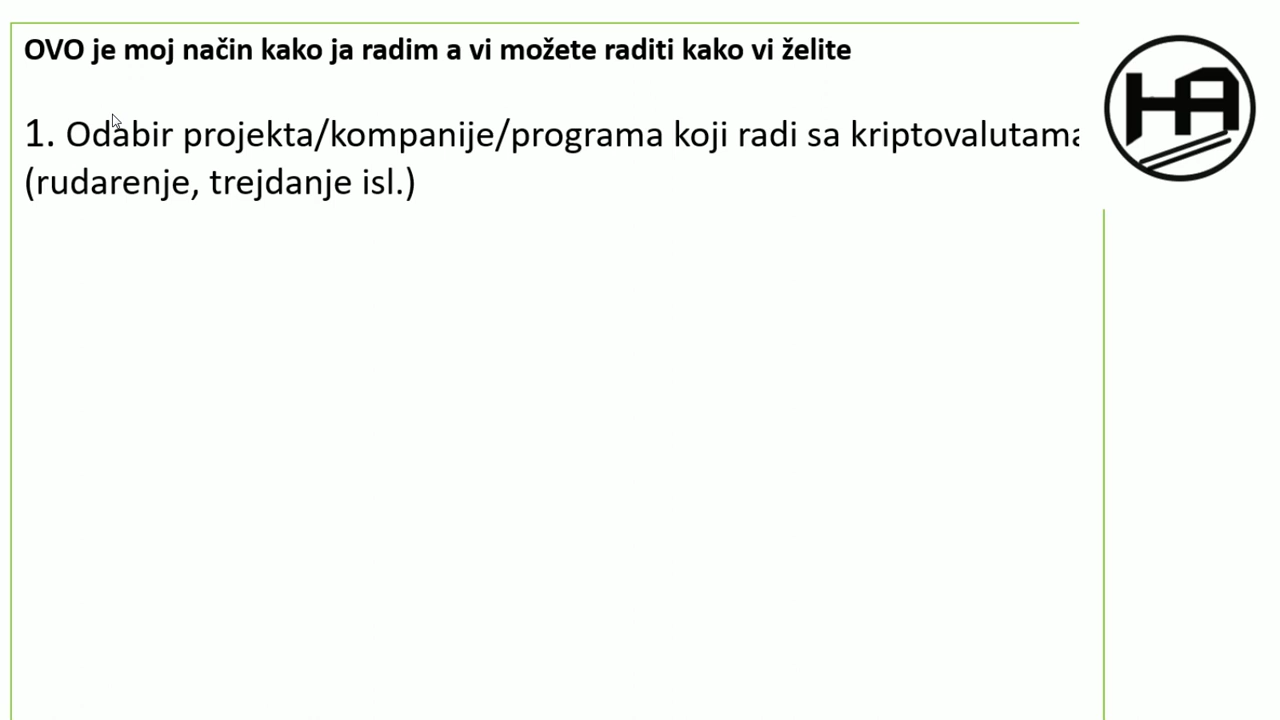 OVO je moj način kako ja radim a vi možete raditi kako vi želite
1. Odabir projekta/kompanije/programa koji radi sa kriptovalutama
(rudarenje, trejdanje isl.)
HA